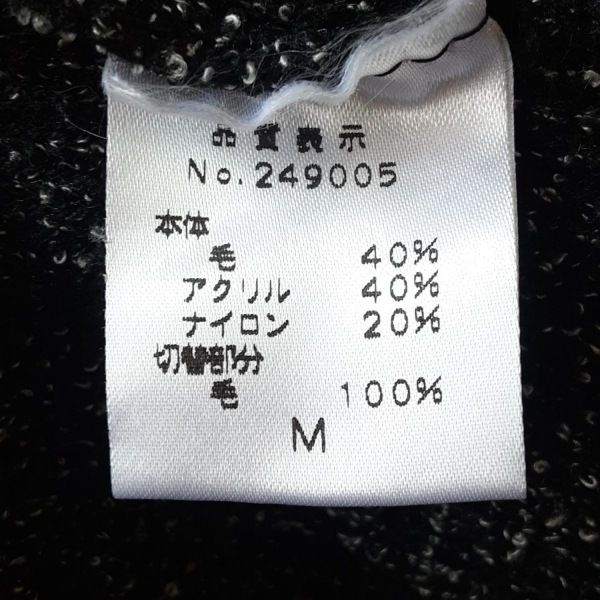 品質表示
No.249005
本体
毛 40%
アクリル 40%
ナイロン 20%
切替部分
毛 100%
M